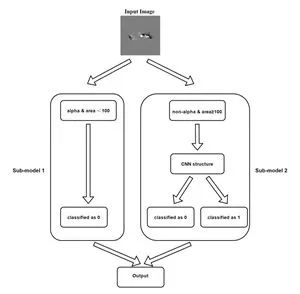 Input Image
alpha & area < 100
non-alpha & area≥100
CNN structure
Sub-model 1
Sub-model 2
classified as 0
classified as 0
classified as 1
Output